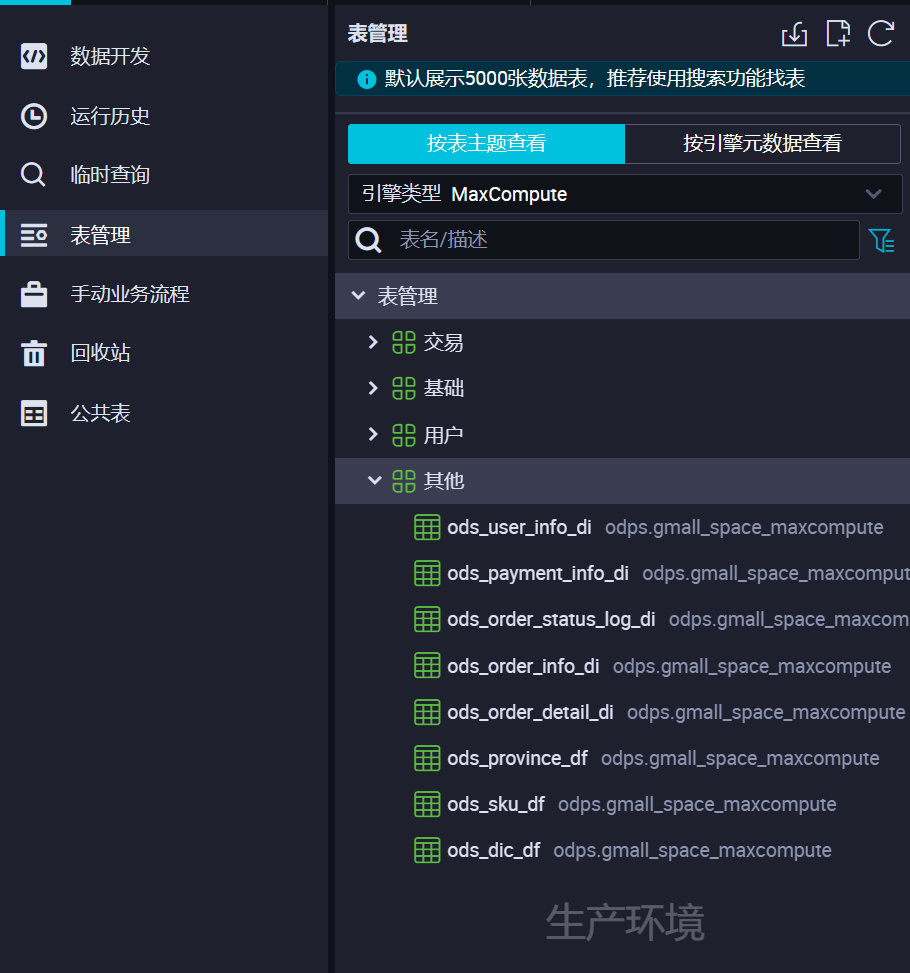 数据开发
运行历史
临时查询
表管理
手动业务流程
回收站
公共表
表管理
默认展示5000张数据表，推荐使用搜索功能找表
按表主题查看 按引擎元数据查看
引擎类型 MaxCompute
表名/描述
表管理
交易
基础
用户
其他
ods_user_info_di odps.gmall_space_maxcompute
ods_payment_info_di odps.gmall_space_maxcomput
ods_order_status_log_di odps.gmall_space_maxcom
ods_order_info_di odps.gmall_space_maxcompute
ods_order_detail_di odps.gmall_space_maxcompute
ods_province_df odps.gmall_space_maxcompute
ods_sku_df odps.gmall_space_maxcompute
ods_dic_df odps.gmall_space_maxcompute
生产环境